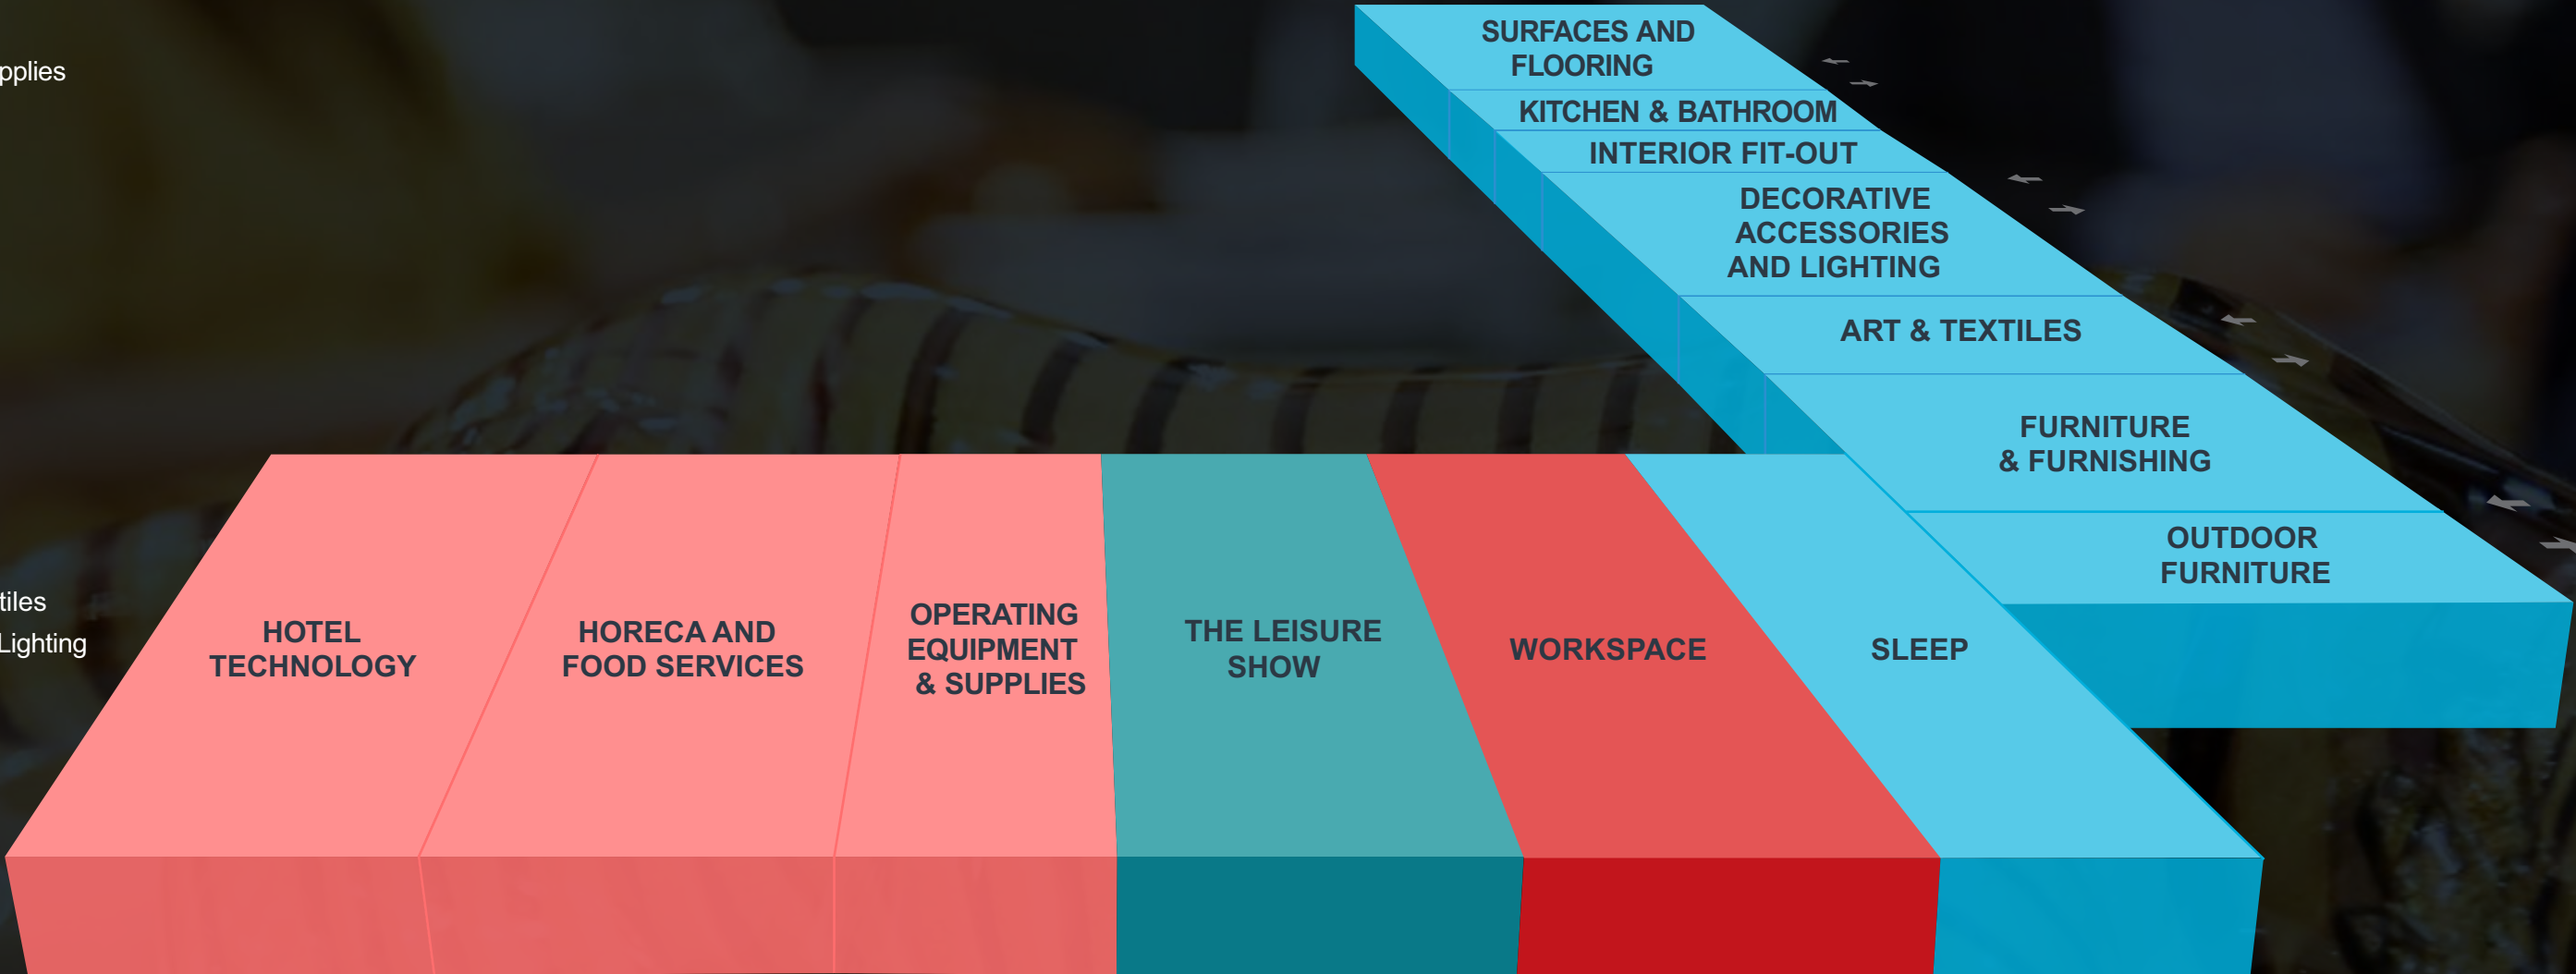 SURFACES AND
FLOORING
pplies
KITCHEN & BATHROOM
INTERIOR FIT-OUT
DECORATIVE
ACCESSORIES
AND LIGHTING
ART & TEXTILES
FURNITURE
& FURNISHING
OUTDOOR
FURNITURE
tiles
Lighting
HOTEL
TECHNOLOGY
HORECA AND
FOOD SERVICES
OPERATING
EQUIPMENT
& SUPPLIES
THE LEISURE
SHOW
WORKSPACE
SLEEP